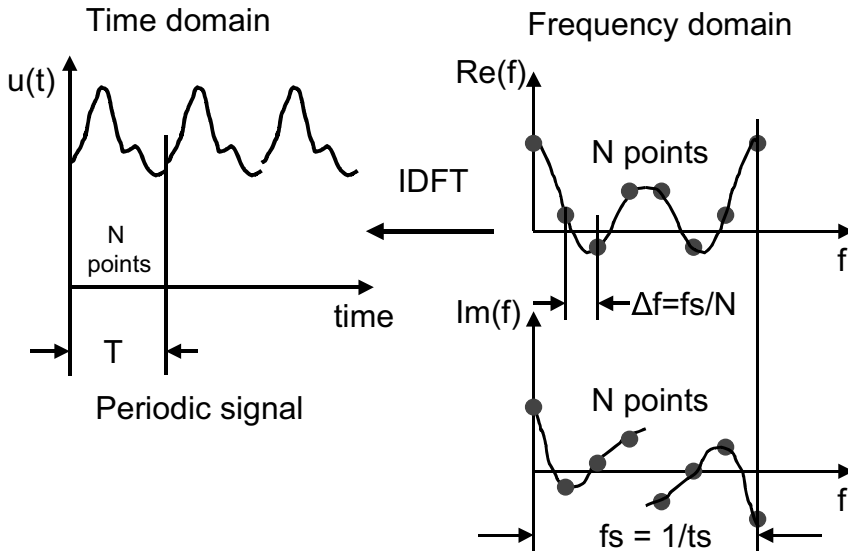 Time domain
u(t)
N
points
time
T
Periodic signal
IDFT
Frequency domain
Re(f)
N points
f
Δf=fs/N
Im(f)
N points
f
fs = 1/ts